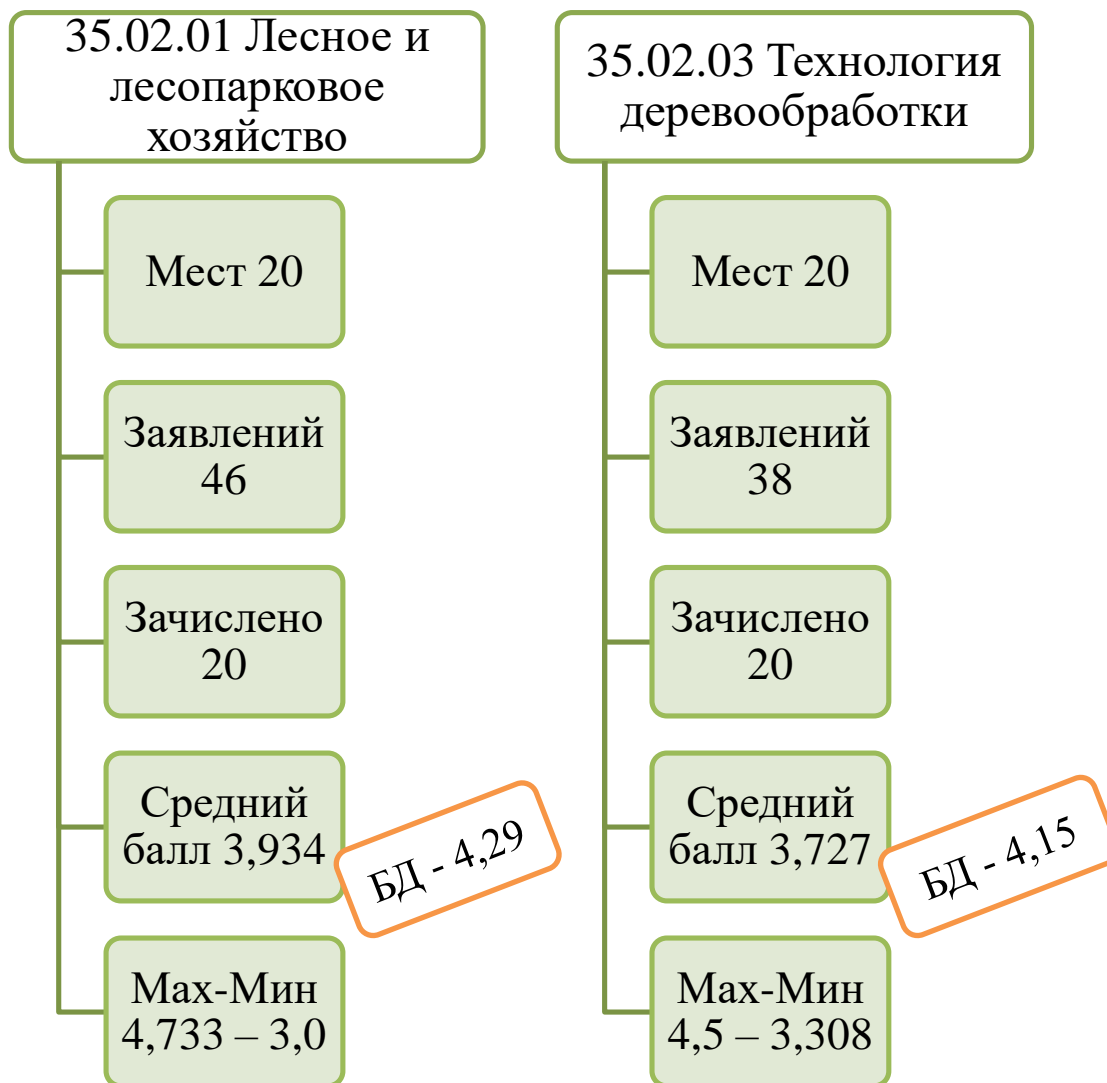 35.02.01 Лесное и
лесопарковое
хозяйство
Мест 20
Заявлений
46
Зачислено
20
Средний
балл 3,934
БД - 4,29
Мах-Мин
4,733 – 3,0
35.02.03 Технология
деревообработки
Мест 20
Заявлений
38
Зачислено
20
Средний
балл 3,727
БД - 4,15
Мах-Мин
4,5 – 3,308